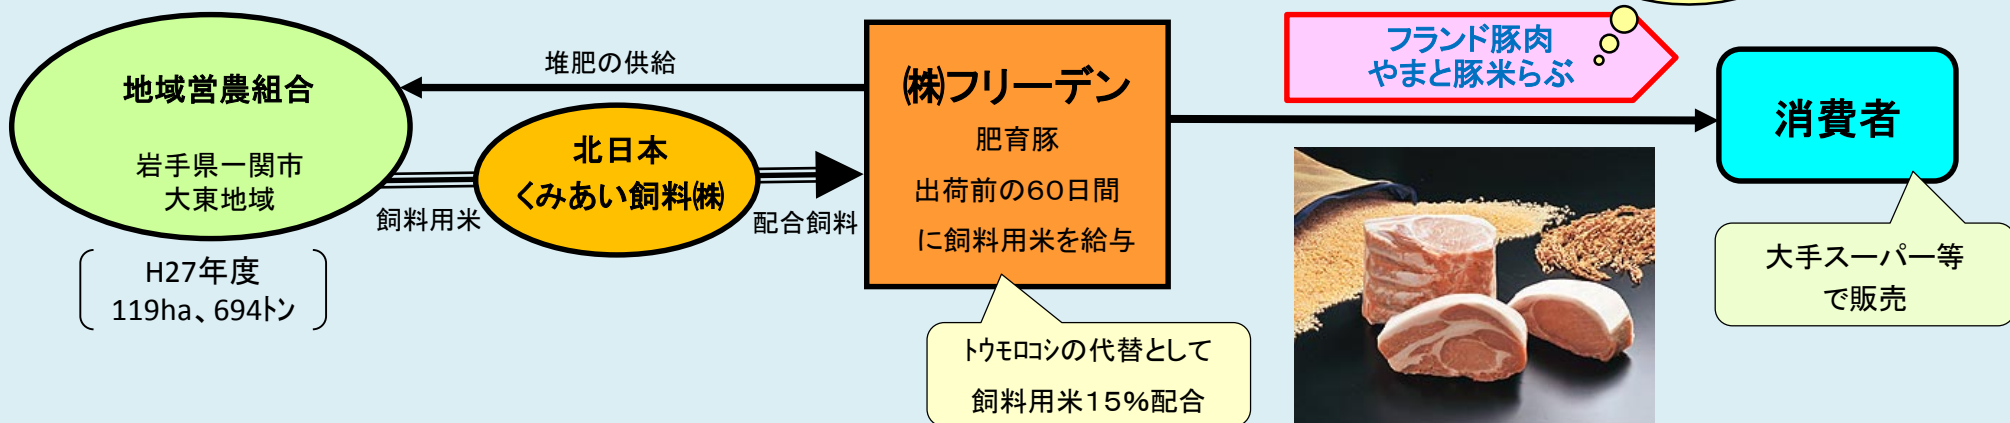 地域営農組合
岩手県一関市
大東地域
H27年度
119ha、694トン
堆肥の供給
飼料用米
北日本
くみあい飼料㈱
配合飼料
㈱フリーデン
肥育豚
出荷前の60日間
に飼料用米を給与
トウモロコシの代替として
飼料用米15%配合
フランド豚肉
やまと豚米らぶ
消費者
大手スーパー等
で販売